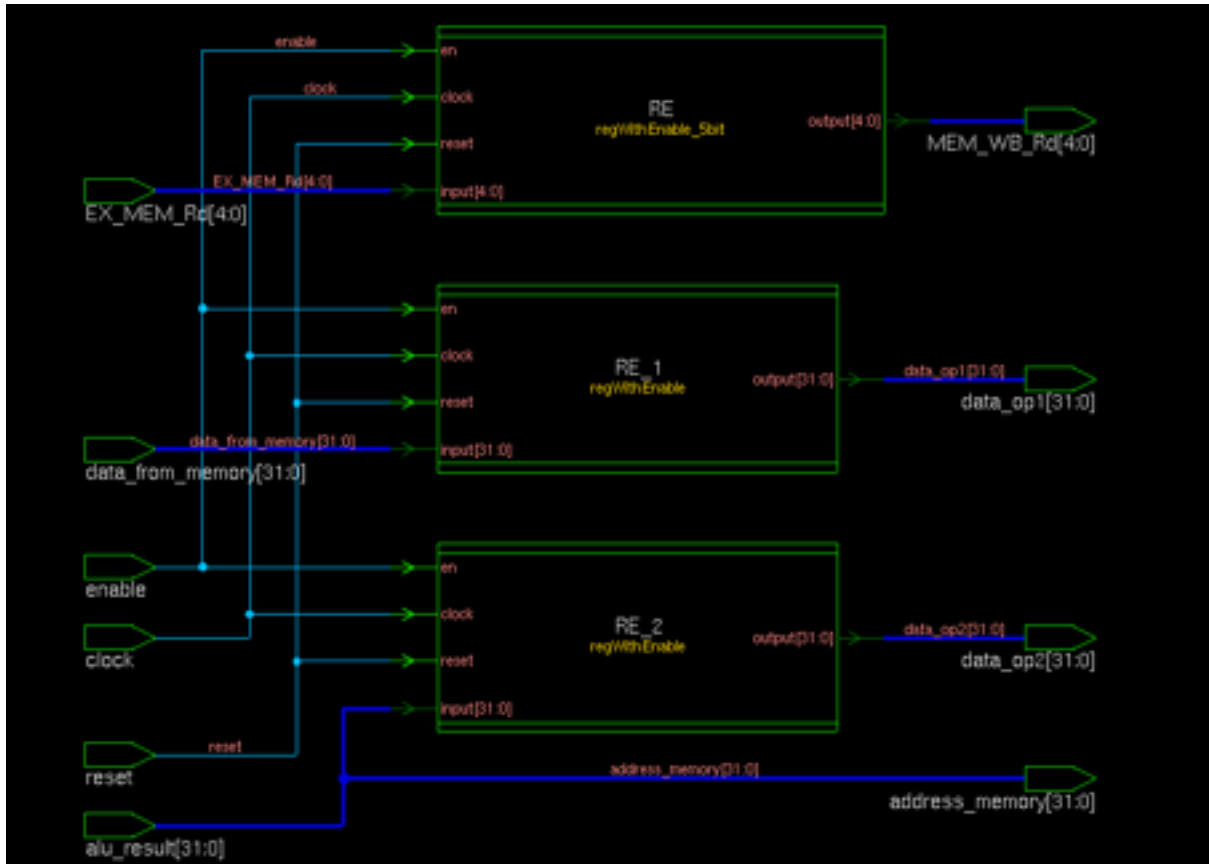 enable
en
clock
clock
RE
regWithEnable_5bit
output[4:0]
MEM_WB_Rd[4:0]
reset
EX_MEM_Rd[4:0]
input[4:0]
EX_MEM_Rd[4:0]
en
clock
RE_1
regWithEnable
output[31:0]
data_op1[31:0]
data_op1[31:0]
reset
data_from_memory[31:0]
input[31:0]
data_from_memory[31:0]
en
enable
clock
RE_2
regWithEnable
output[31:0]
data_op2[31:0]
data_op2[31:0]
clock
reset
input[31:0]
reset
reset
address_memory[31:0]
address_memory[31:0]
alu_result[31:0]